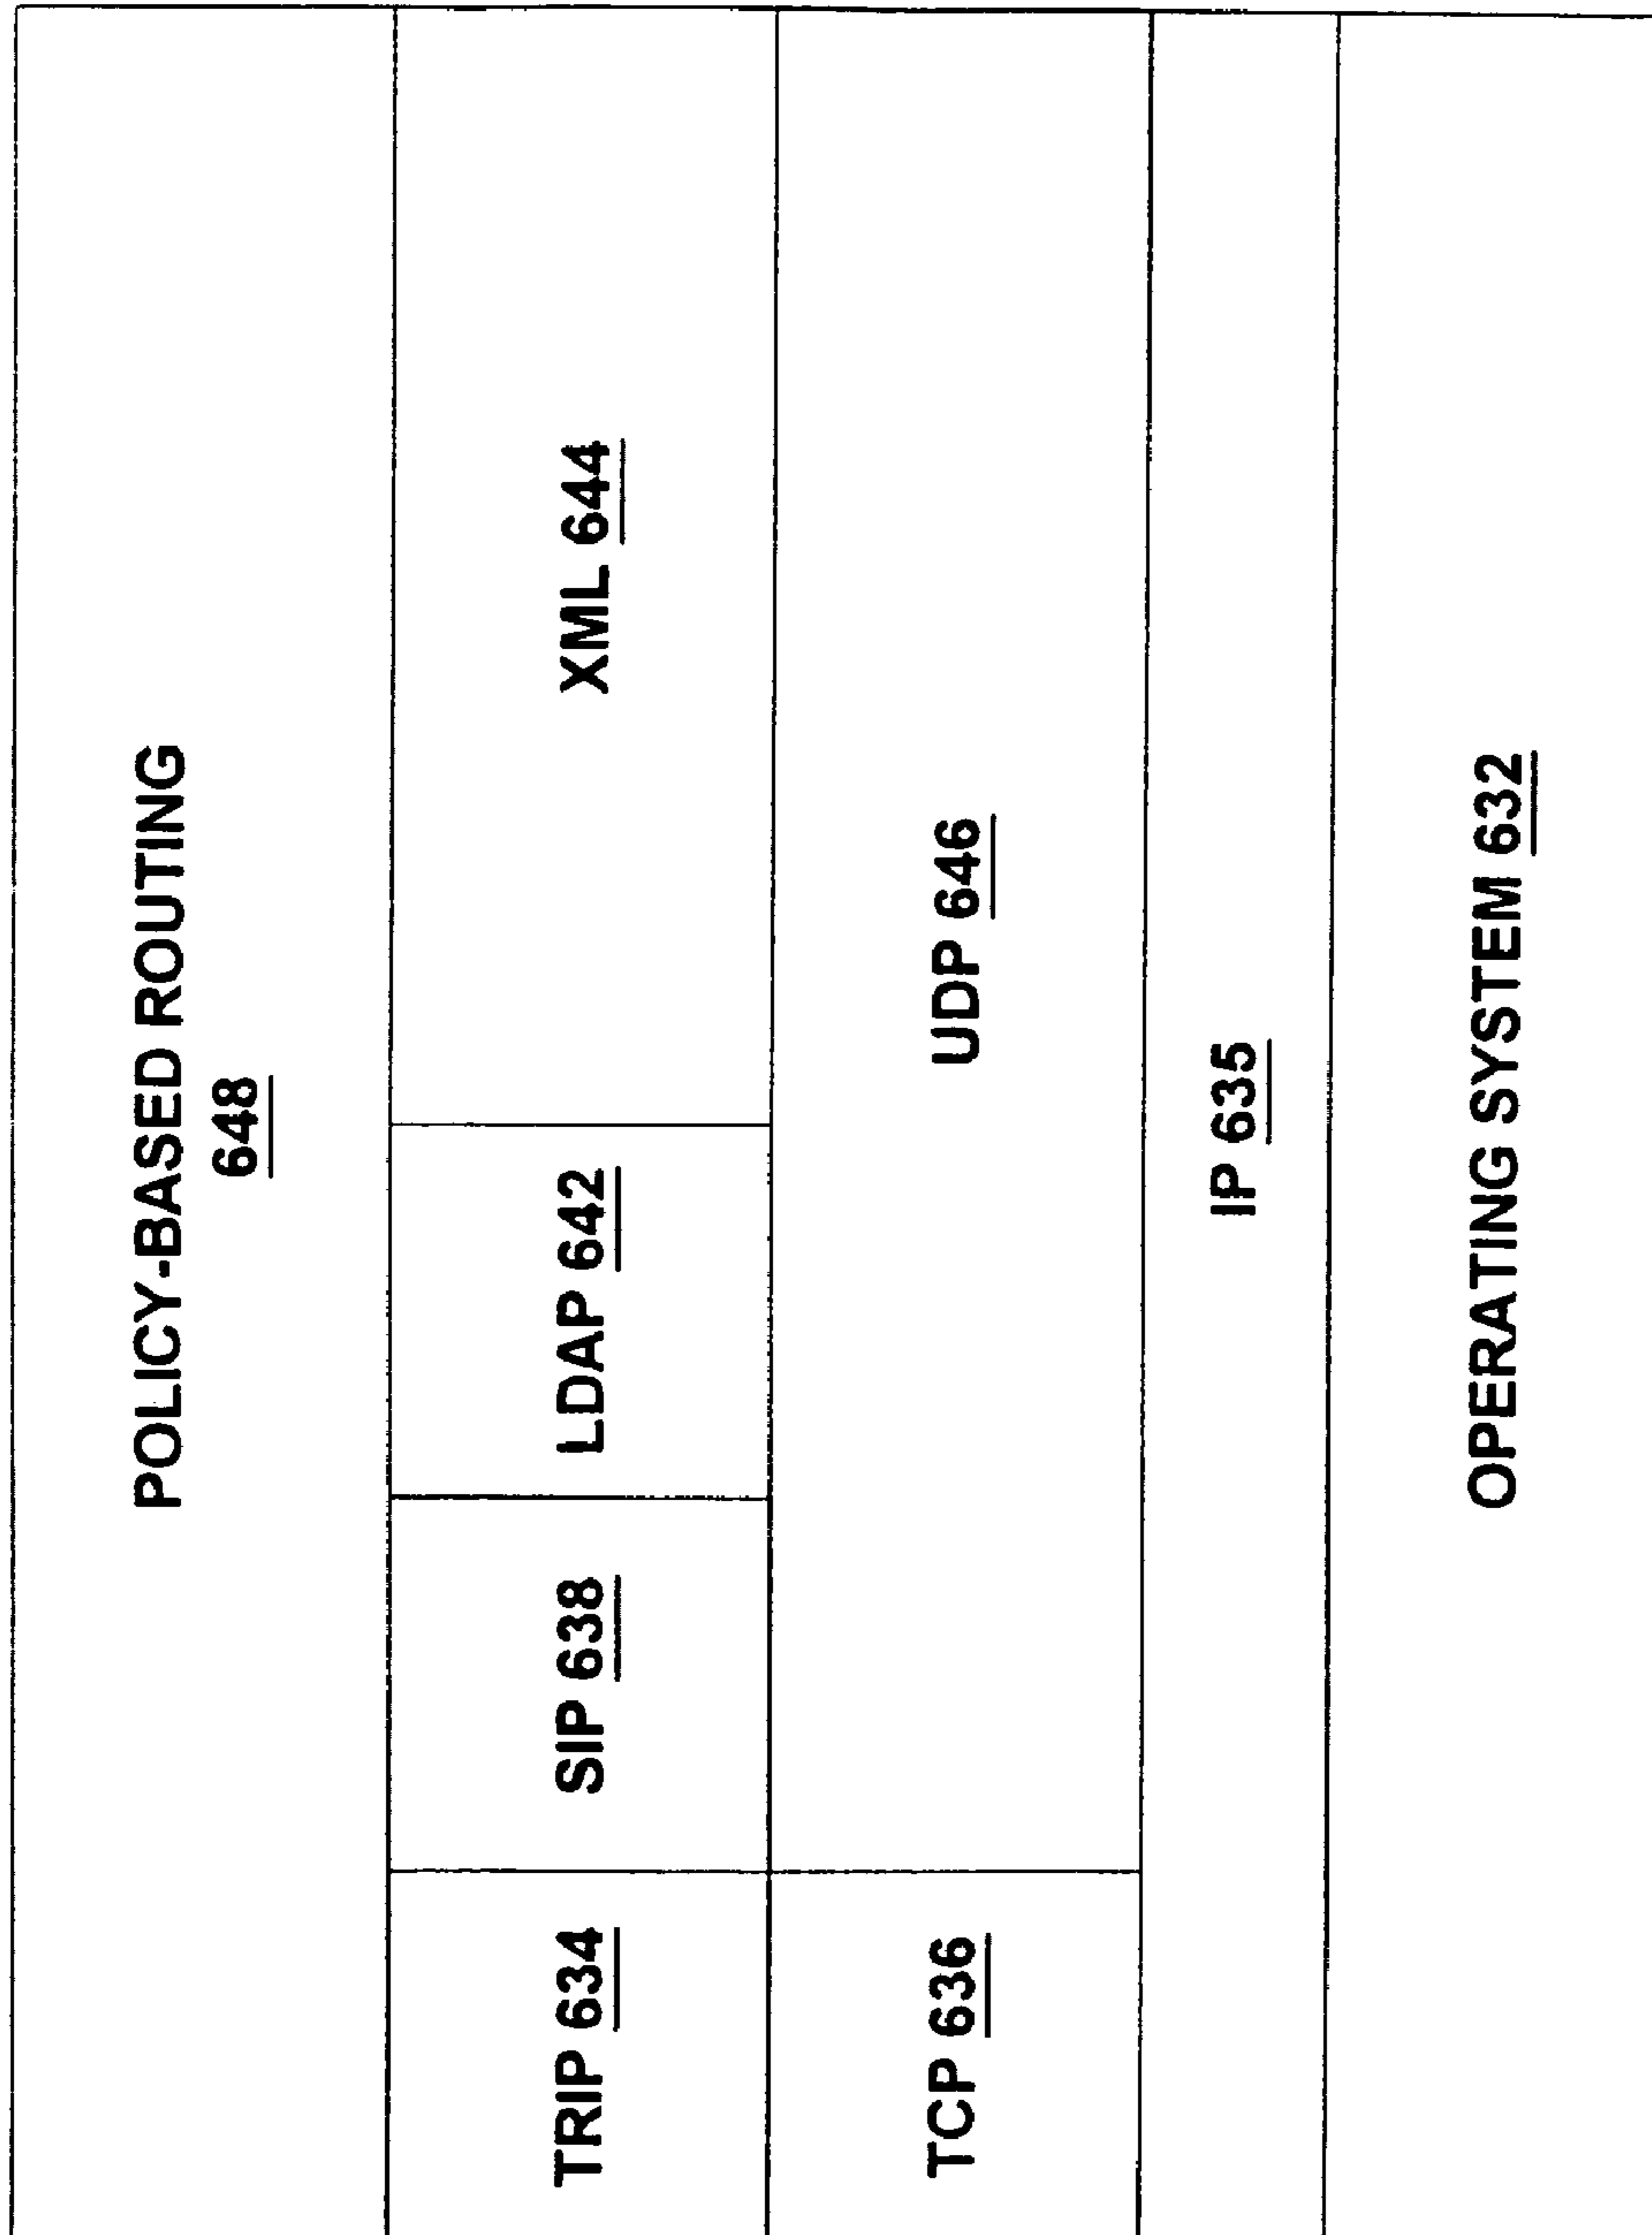 POLICY-BASED ROUTING
648
TRIP 634
SIP 638
LDAP 642
XML 644
TCP 636
UDP 646
IP 635
OPERATING SYSTEM 632